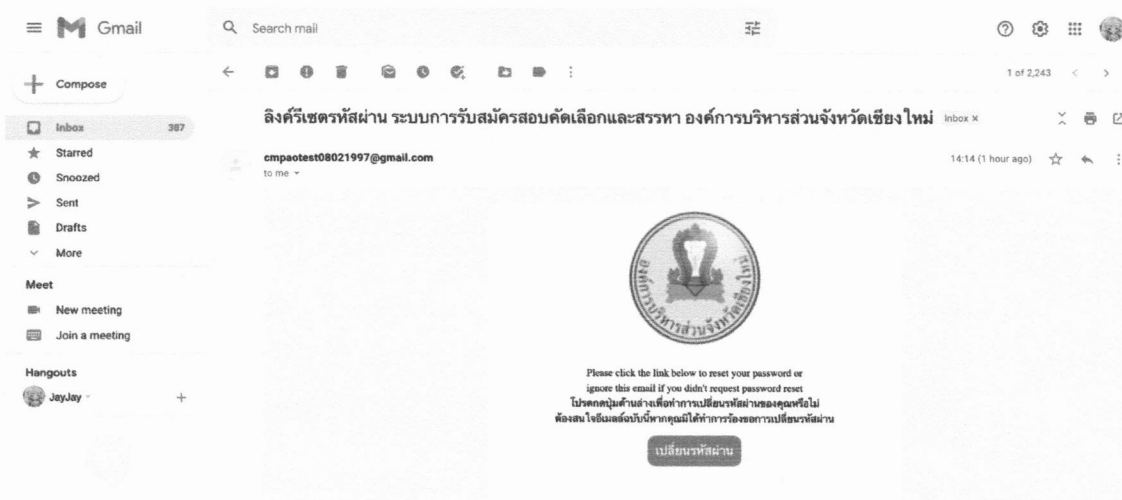 Gmail
Search mail
Compose
1 of 2,243
Inbox 387
Starred
Snoozed
Sent
Drafts
More
Meet
New meeting
Join a meeting
Hangouts
JayJay
ลิงค์รีเซตรหัสผ่าน ระบบการรับสมัครสอบคัดเลือกและสรรหา องค์การบริหารส่วนจังหวัดเชียงใหม่ Inbox ×
cmpaotest08021997@gmail.com 14:14 (1 hour ago)
to me
องค์การบริหารส่วนจังหวัดเชียงใหม่
Please click the link below to reset your password or
ignore this email if you didn't request password reset
โปรดกดปุ่มด้านล่างเพื่อทำการเปลี่ยนรหัสผ่านของคุณหรือไม่
ต้องสนใจอีเมลล์ฉบับนี้หากคุณมิได้ทำการร้องขอการเปลี่ยนรหัสผ่าน
เปลี่ยนรหัสผ่าน